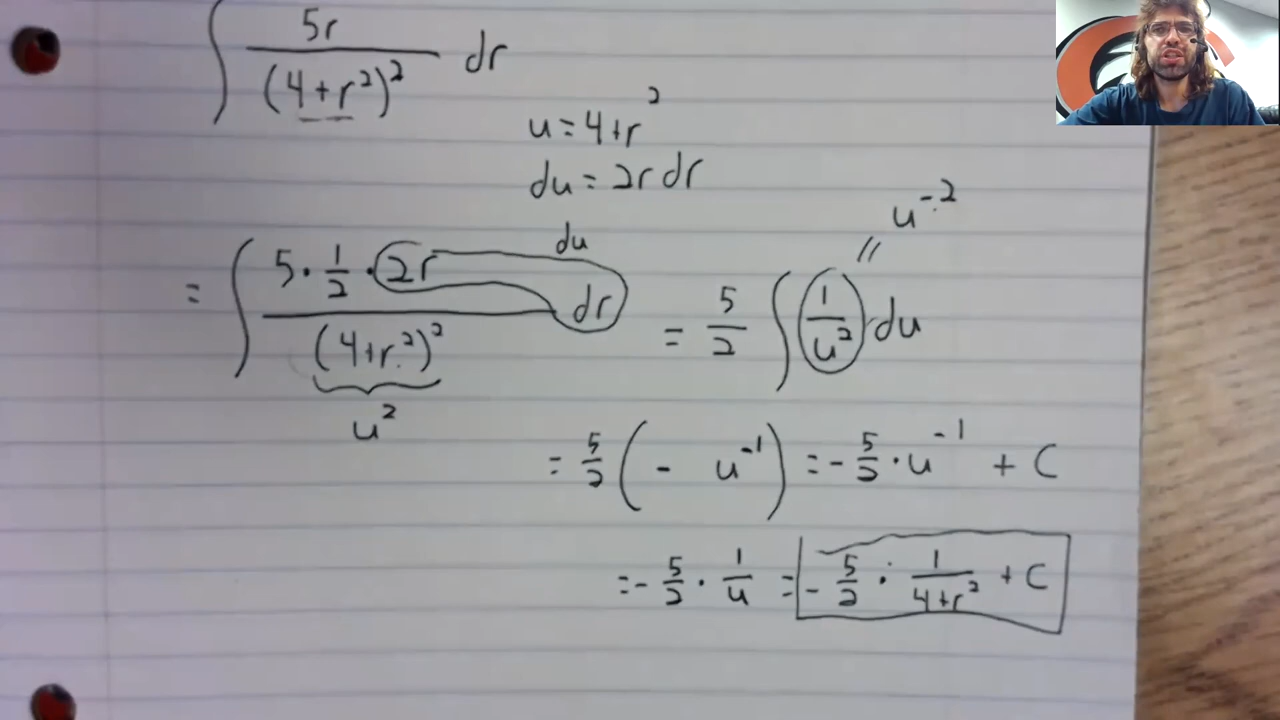 ∫ 5r / (4+r²)² dr
u = 4+r²
du = 2r dr
u⁻²
du
= ∫ 5 · 1/2 · 2r / (4+r²)² dr = 5/2 ∫ 1/u² du
u²
= 5/2 ( - u⁻¹ ) = - 5/2 · u⁻¹ + C
= - 5/2 · 1/u = - 5/2 · 1/(4+r²) + C